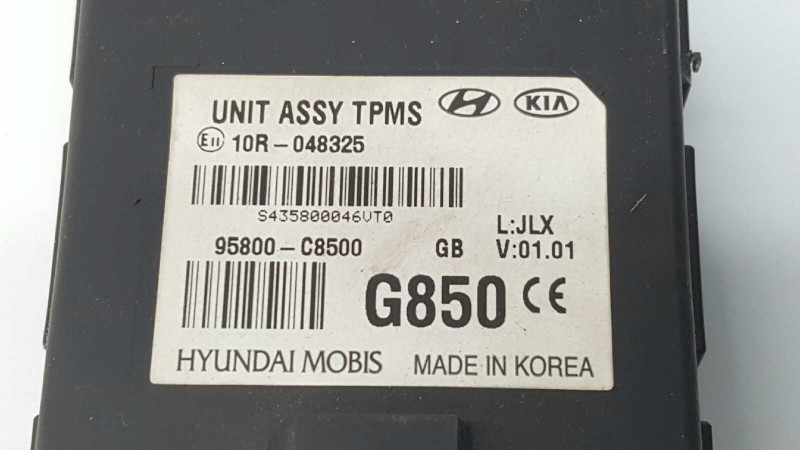 UNIT ASSY TPMS KIA
E11 10R-048325
S435800046VT0
L:JLX
95800-C8500 GB V:01.01
G850 CE
HYUNDAI MOBIS MADE IN KOREA